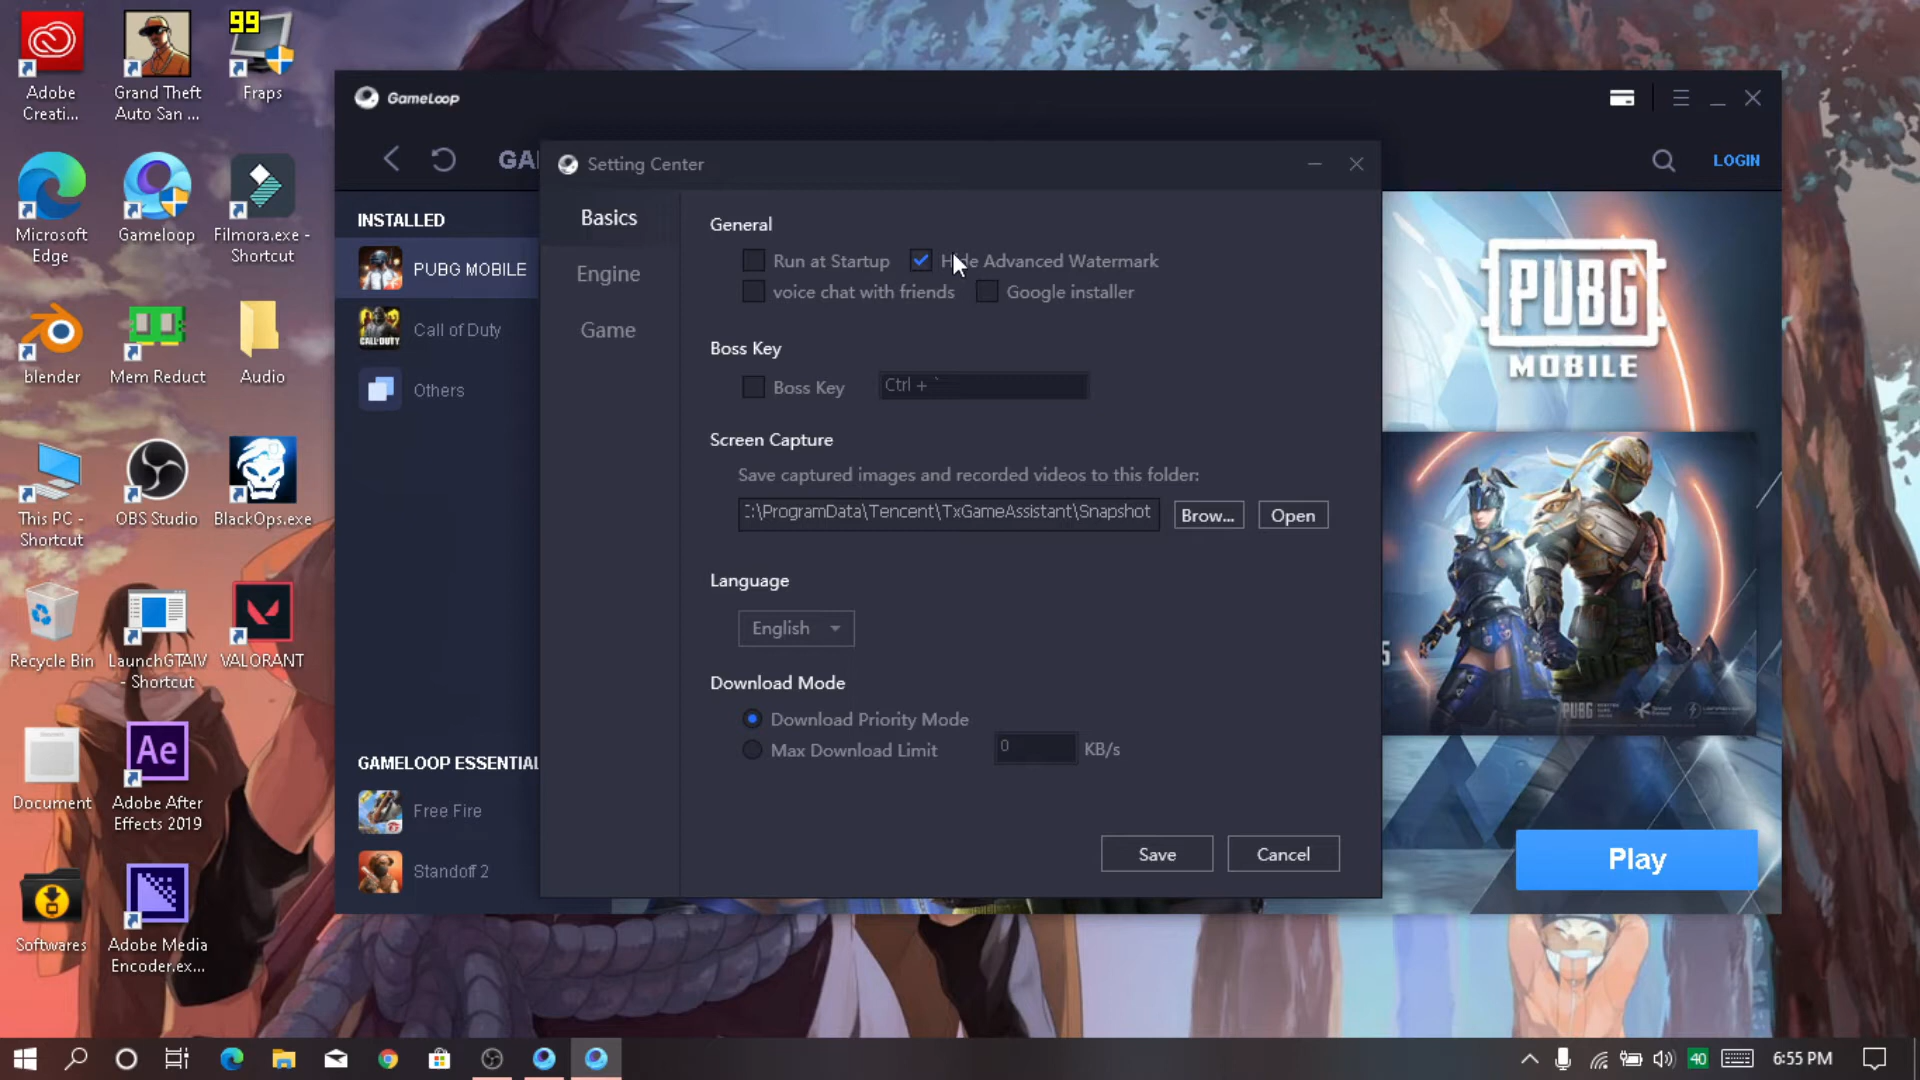 99
Adobe
Creati...
Grand Theft
Auto San ...
Fraps
Microsoft
Edge
Gameloop
Filmora.exe -
Shortcut
blender
Mem Reduct
Audio
This PC -
Shortcut
OBS Studio
BlackOps.exe
Recycle Bin
LaunchGTAIV
- Shortcut
VALORANT
Document
Ae
Adobe After
Effects 2019
Softwares
Adobe Media
Encoder.ex...
GameLoop
LOGIN
INSTALLED
PUBG MOBILE
CALL·DUTY
Call of Duty
Others
GAMELOOP ESSENTIAL
Free Fire
Standoff 2
Setting Center
Basics
Engine
Game
General
Run at Startup
Hide Advanced Watermark
voice chat with friends
Google installer
Boss Key
Boss Key
Ctrl + `
Screen Capture
Save captured images and recorded videos to this folder:
:\ProgramData\Tencent\TxGameAssistant\Snapshot
Brow...
Open
Language
English
Download Mode
Download Priority Mode
Max Download Limit
0
KB/s
Save
Cancel
PUBG
MOBILE
PUBG
Play
40
6:55 PM